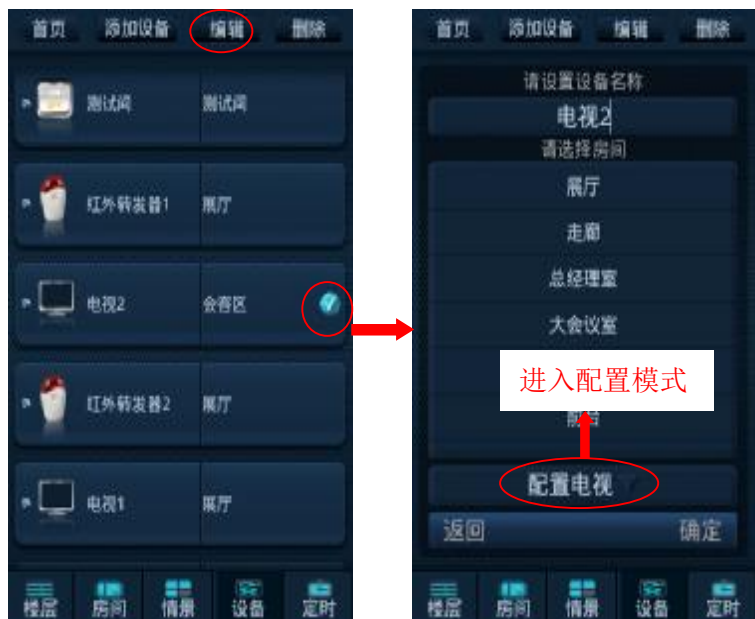 首页 添加设备 编辑 删除
测试间 测试间
红外转发器1 展厅
电视2 会客区
红外转发器2 展厅
电视1 展厅
楼层 房间 情景 设备 定时
首页 添加设备 编辑 删除
请设置设备名称
电视2
请选择房间
展厅
走廊
总经理室
大会议室
进入配置模式
前台
配置电视
返回 确定
楼层 房间 情景 设备 定时